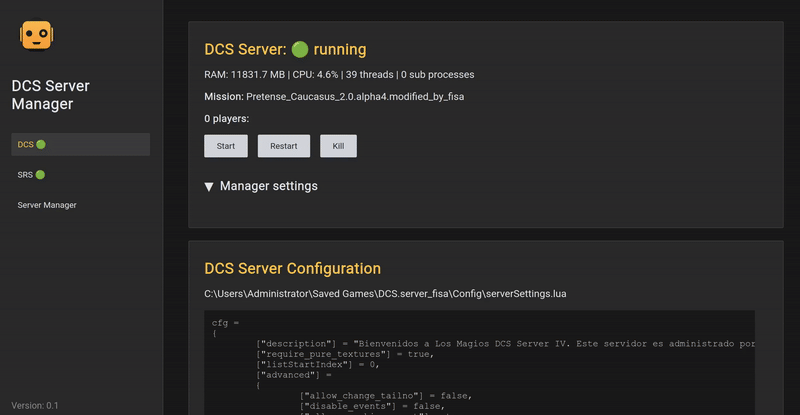 DCS Server
Manager
DCS
SRS
Server Manager
Version: 0.1
DCS Server: running
RAM: 11831.7 MB | CPU: 4.6% | 39 threads | 0 sub processes
Mission: Pretense_Caucasus_2.0.alpha4.modified_by_fisa
0 players:
Start Restart Kill
▼ Manager settings
DCS Server Configuration
C:\Users\Administrator\Saved Games\DCS.server_fisa\Config\serverSettings.lua
cfg =
{
["description"] = "Bienvenidos a Los Magios DCS Server IV. Este servidor es administrado por
["require_pure_textures"] = true,
["listStartIndex"] = 0,
["advanced"] =
{
["allow_change_tailno"] = false,
["disable_events"] = false,